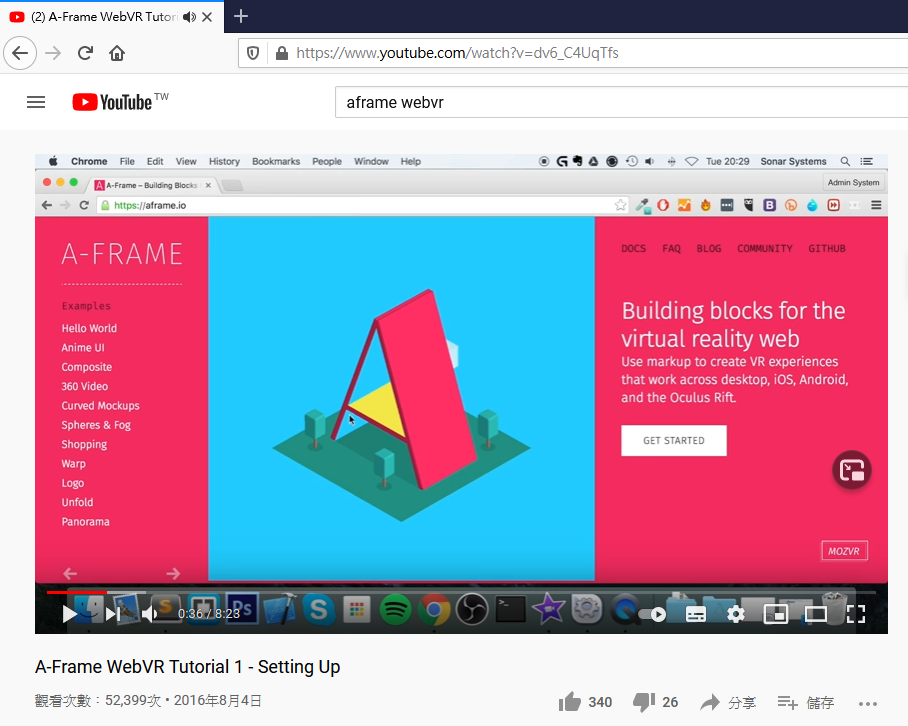 (2) A-Frame WebVR Tutori
https://www.youtube.com/watch?v=dv6_C4UqTfs
YouTube TW
aframe webvr
Chrome File Edit View History Bookmarks People Window Help Tue 20:29 Sonar Systems
A-Frame – Building Blocks
Admin System
https://aframe.io
A-FRAME
DOCS FAQ BLOG COMMUNITY GITHUB
Examples
Hello World
Anime UI
Composite
360 Video
Curved Mockups
Spheres & Fog
Shopping
Warp
Logo
Unfold
Panorama
Building blocks for the
virtual reality web
Use markup to create VR experiences
that work across desktop, iOS, Android,
and the Oculus Rift.
GET STARTED
MOZVR
0:36 / 8:23
Ps
A-Frame WebVR Tutorial 1 - Setting Up
觀看次數：52,399次 • 2016年8月4日
340 26 分享 儲存